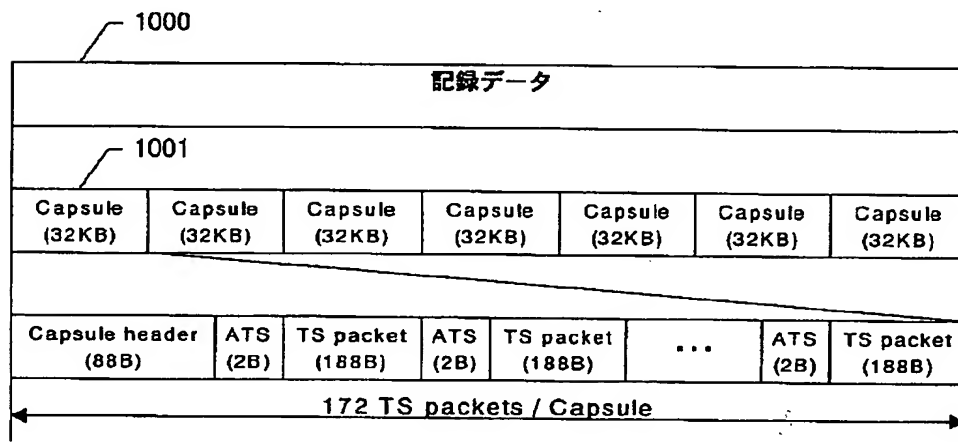 1000
記録データ
1001
Capsule Capsule Capsule Capsule Capsule Capsule Capsule
(32KB) (32KB) (32KB) (32KB) (32KB) (32KB) (32KB)
Capsule header ATS TS packet ATS TS packet ... ATS TS packet
(88B) (2B) (188B) (2B) (188B) (2B) (188B)
172 TS packets / Capsule